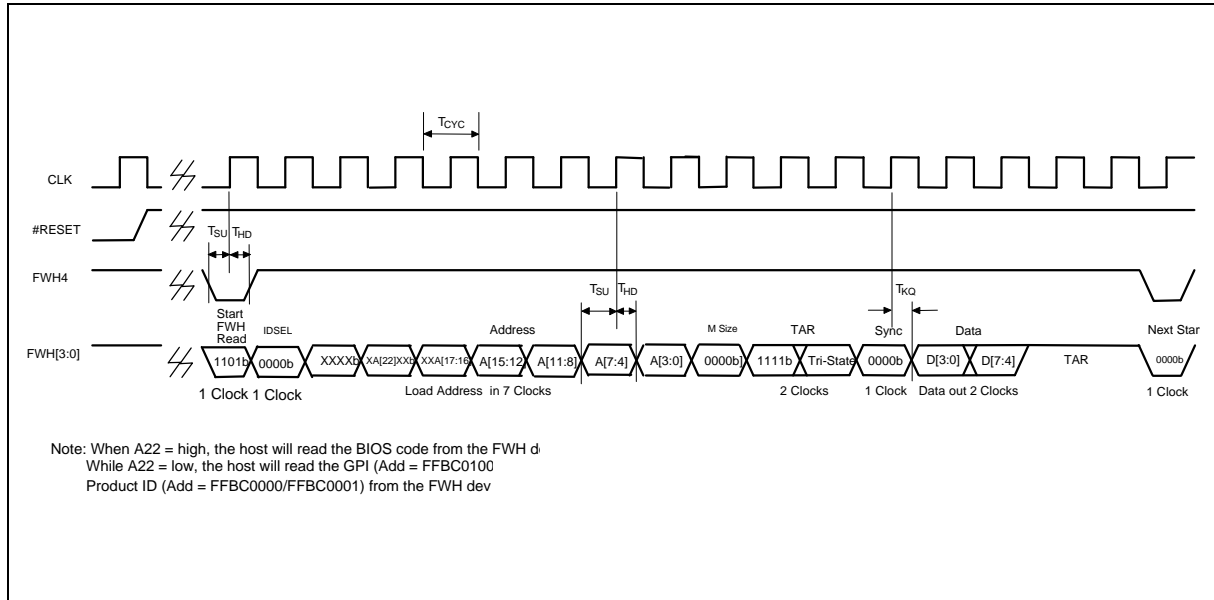 TCYC
CLK
#RESET
TSU THD
FWH4
TSU THD
TKQ
Start
FWH
Read
IDSEL
Address
M Size
TAR
Sync
Data
Next Star
FWH[3:0]
1101b 0000b XXXXb XA[22]XXb XXA[17:16] A[15:12] A[11:8] A[7:4] A[3:0] 0000b 1111b Tri-State 0000b D[3:0] D[7:4] TAR 0000b
1 Clock 1 Clock Load Address in 7 Clocks 2 Clocks 1 Clock Data out 2 Clocks 1 Clock
Note: When A22 = high, the host will read the BIOS code from the FWH de
While A22 = low, the host will read the GPI (Add = FFBC0100
Product ID (Add = FFBC0000/FFBC0001) from the FWH dev